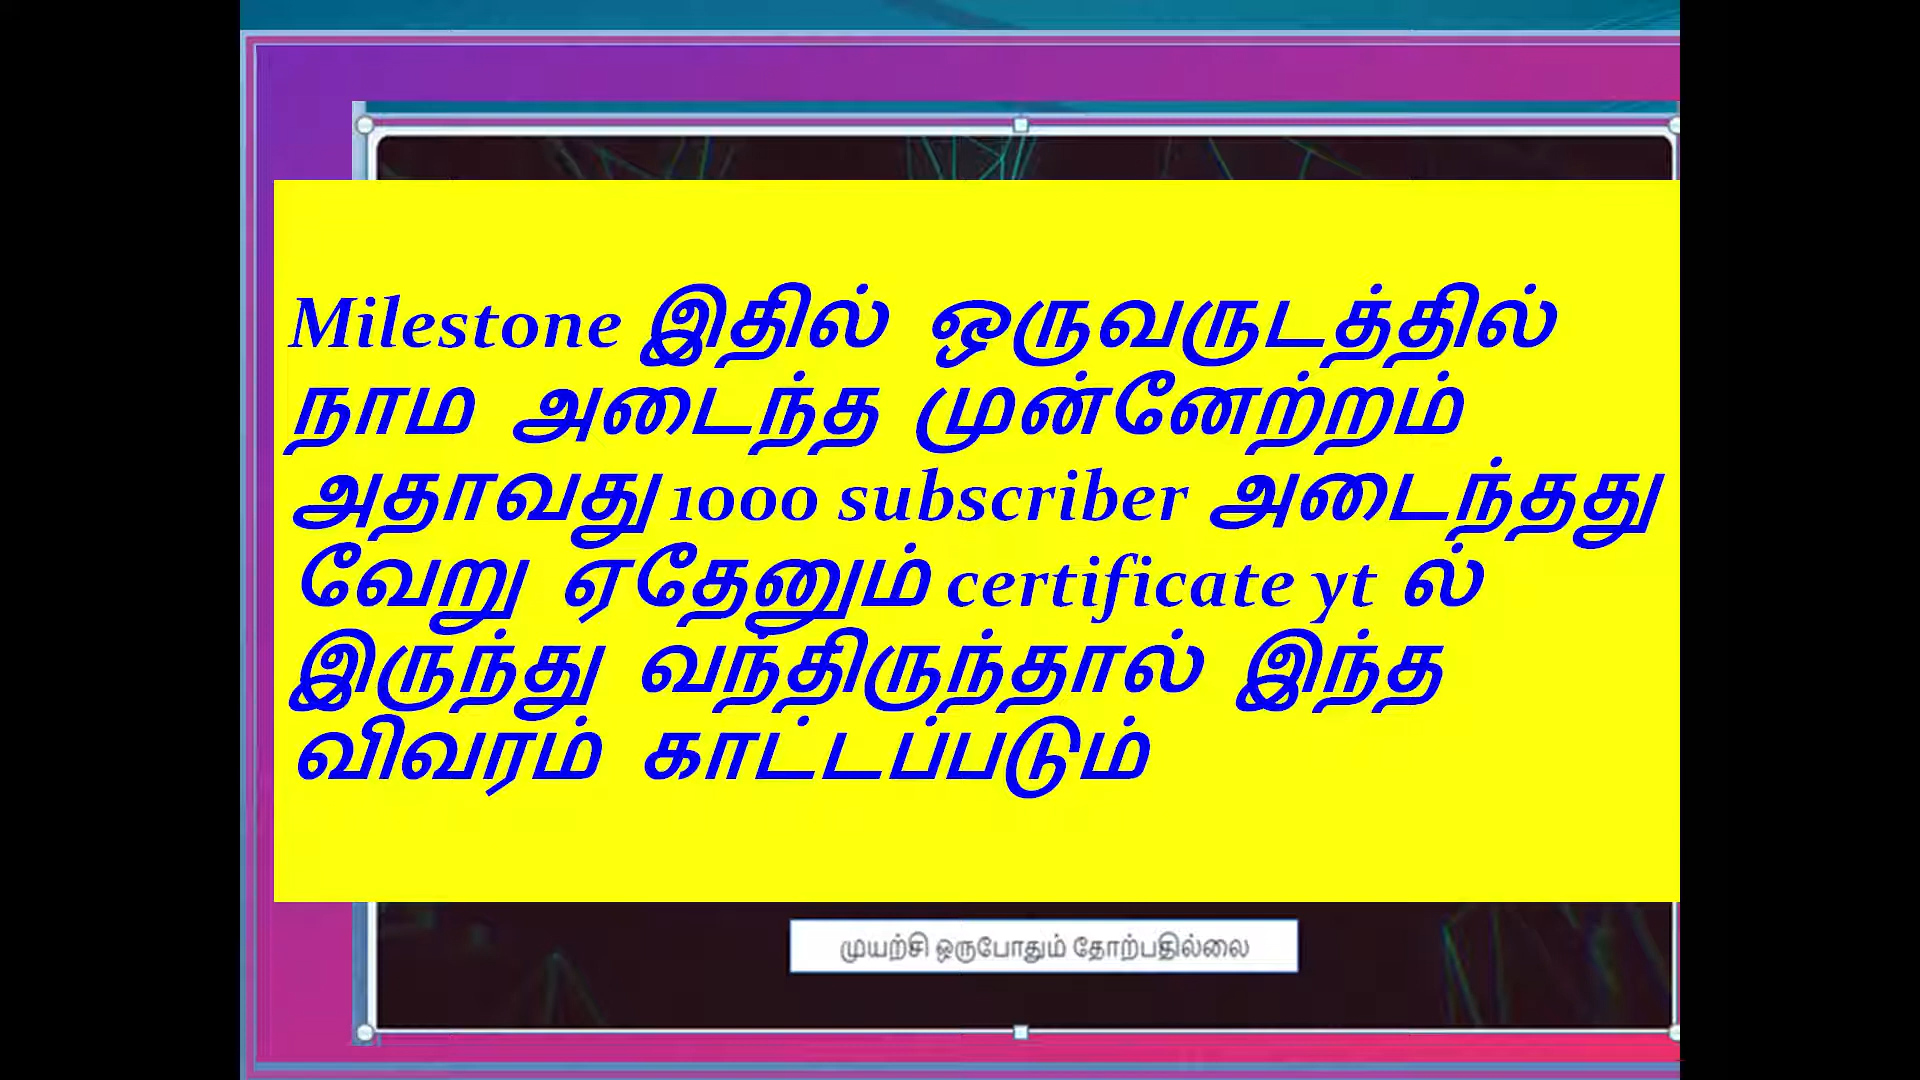 Milestone இதில் ஒருவருடத்தில்
நாம அடைந்த முன்னேற்றம்
அதாவது 1000 subscriber அடைந்தது
வேறு ஏதேனும் certificate yt ல்
இருந்து வந்திருந்தால் இந்த
விவரம் காட்டப்படும்
முயற்சி ஒருபோதும் தோற்பதில்லை